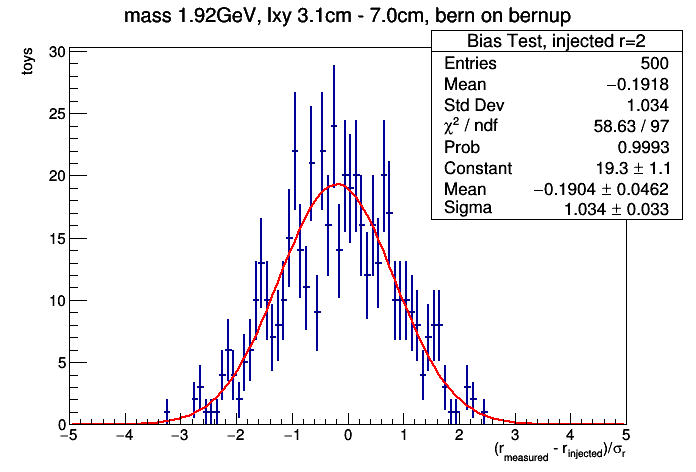 mass 1.92GeV, lxy 3.1cm - 7.0cm, bern on bernup
Bias Test, injected r=2
Entries 500
Mean −0.1918
Std Dev 1.034
χ² / ndf 58.63 / 97
Prob 0.9993
Constant 19.3 ± 1.1
Mean −0.1904 ± 0.0462
Sigma 1.034 ± 0.033
toys
30
25
20
15
10
5
0
−5 −4 −3 −2 −1 0 1 2 3 4 5
(r_measured - r_injected)/σ_r